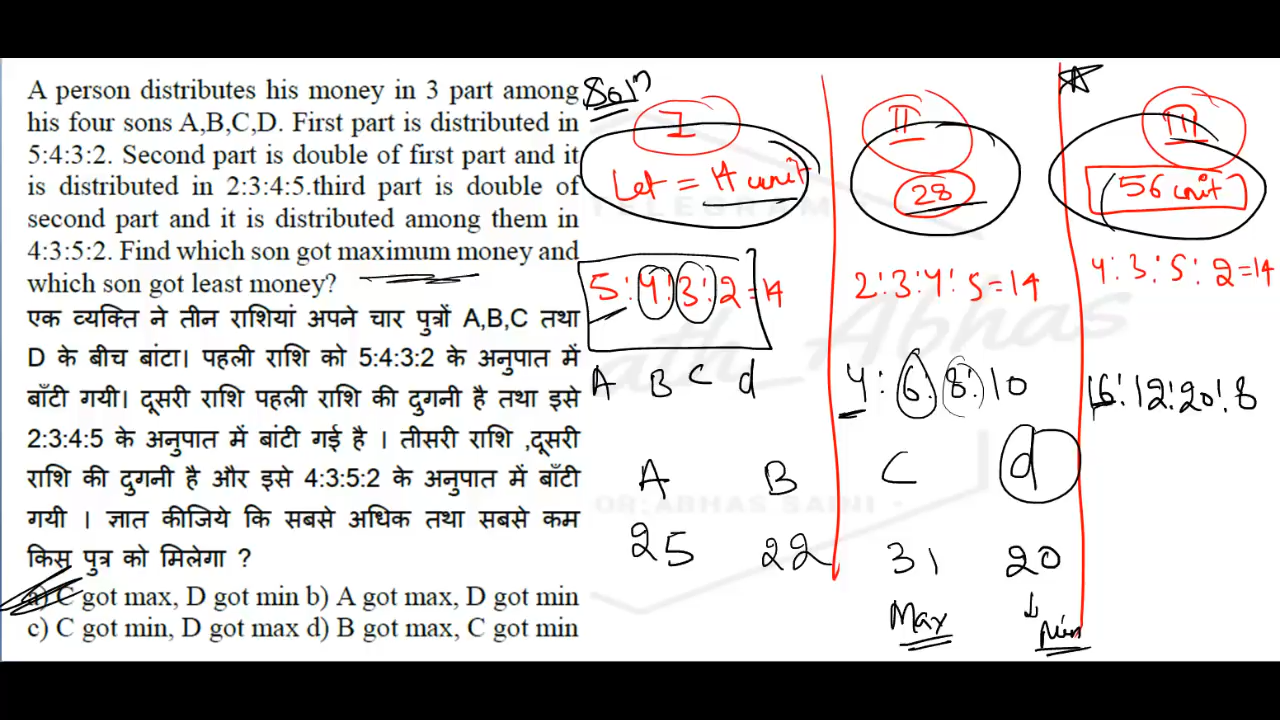 A person distributes his money in 3 part among
his four sons A,B,C,D. First part is distributed in
5:4:3:2. Second part is double of first part and it
is distributed in 2:3:4:5.third part is double of
second part and it is distributed among them in
4:3:5:2. Find which son got maximum money and
which son got least money?
एक व्यक्ति ने तीन राशियां अपने चार पुत्रों A,B,C तथा
D के बीच बांटा। पहली राशि को 5:4:3:2 के अनुपात में
बाँटी गयी। दूसरी राशि पहली राशि की दुगनी है तथा इसे
2:3:4:5 के अनुपात में बांटी गई है । तीसरी राशि ,दूसरी
राशि की दुगनी है और इसे 4:3:5:2 के अनुपात में बाँटी
गयी । ज्ञात कीजिये कि सबसे अधिक तथा सबसे कम
किस पुत्र को मिलेगा ?
a) C got max, D got min b) A got max, D got min
c) C got min, D got max d) B got max, C got min
Solⁿ
I
Let = 14 unit
5:4:3:2=14
A B C d
II
28
2:3:4:5=14
4:6:8:10
III
(56 unit)
4:3:5:2=14
16:12:20:8
A B C d
25 22 31 20
Max ↓
Min
TELEGRAM
Math Abhas
OR:ABHAS SAINI -